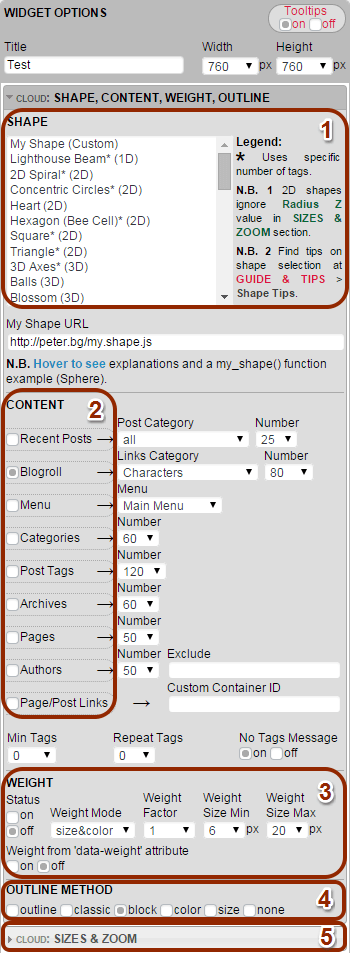 WIDGET OPTIONS
Tooltips
on off
Title Width Height
Test 760 px 760 px
CLOUD: SHAPE, CONTENT, WEIGHT, OUTLINE
SHAPE
1
My Shape (Custom)
Lighthouse Beam* (1D)
2D Spiral* (2D)
Concentric Circles* (2D)
Heart (2D)
Hexagon (Bee Cell)* (2D)
Square* (2D)
Triangle* (2D)
3D Axes* (3D)
Balls (3D)
Blossom (3D)
Legend:
* Uses specific
number of tags.
N.B. 1 2D shapes
ignore Radius Z
value in SIZES &
ZOOM section.
N.B. 2 Find tips on
shape selection at
GUIDE & TIPS >
Shape Tips.
My Shape URL
http://peter.bg/my.shape.js
N.B. Hover to see explanations and a my_shape() function
example (Sphere).
CONTENT
2
Post Category Number
Recent Posts → all 25
Links Category Number
Blogroll → Characters 80
Menu
Menu → Main Menu
Number
Categories → 60
Number
Post Tags → 120
Number
Archives → 60
Number
Pages → 50
Number Exclude
Authors → 50
Custom Container ID
Page/Post Links →
Min Tags Repeat Tags No Tags Message
0 0 on off
WEIGHT
3
Status
on
off
Weight Mode
size&color
Weight
Factor
1
Weight
Size Min
6 px
Weight
Size Max
20 px
Weight from 'data-weight' attribute
on off
OUTLINE METHOD
4
outline classic block color size none
CLOUD: SIZES & ZOOM
5